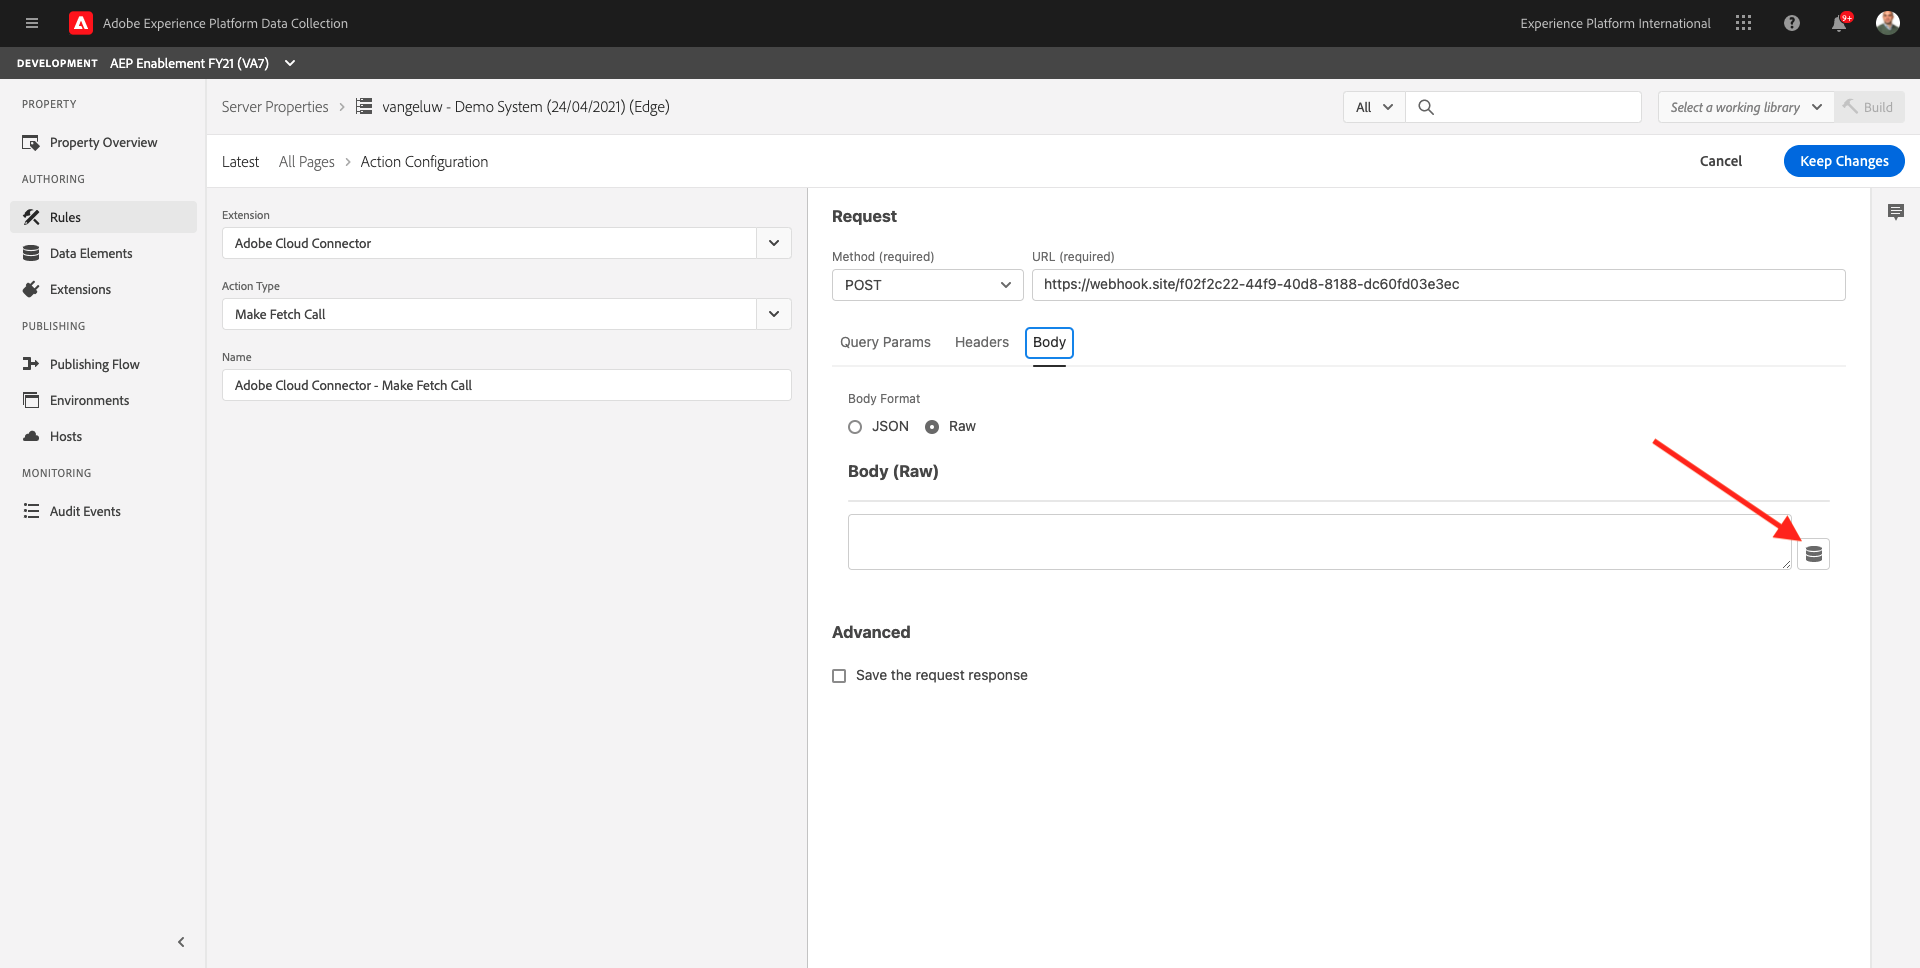 Adobe Experience Platform Data Collection
Experience Platform International
9+
DEVELOPMENT AEP Enablement FY21 (VA7)
PROPERTY
Property Overview
AUTHORING
Rules
Data Elements
Extensions
PUBLISHING
Publishing Flow
Environments
Hosts
MONITORING
Audit Events
Server Properties > vangeluw - Demo System (24/04/2021) (Edge)
All
Select a working library
Build
Latest All Pages > Action Configuration
Cancel
Keep Changes
Extension
Adobe Cloud Connector
Action Type
Make Fetch Call
Name
Adobe Cloud Connector - Make Fetch Call
Request
Method (required) URL (required)
POST https://webhook.site/f02f2c22-44f9-40d8-8188-dc60fd03e3ec
Query Params Headers Body
Body Format
JSON Raw
Body (Raw)
Advanced
Save the request response